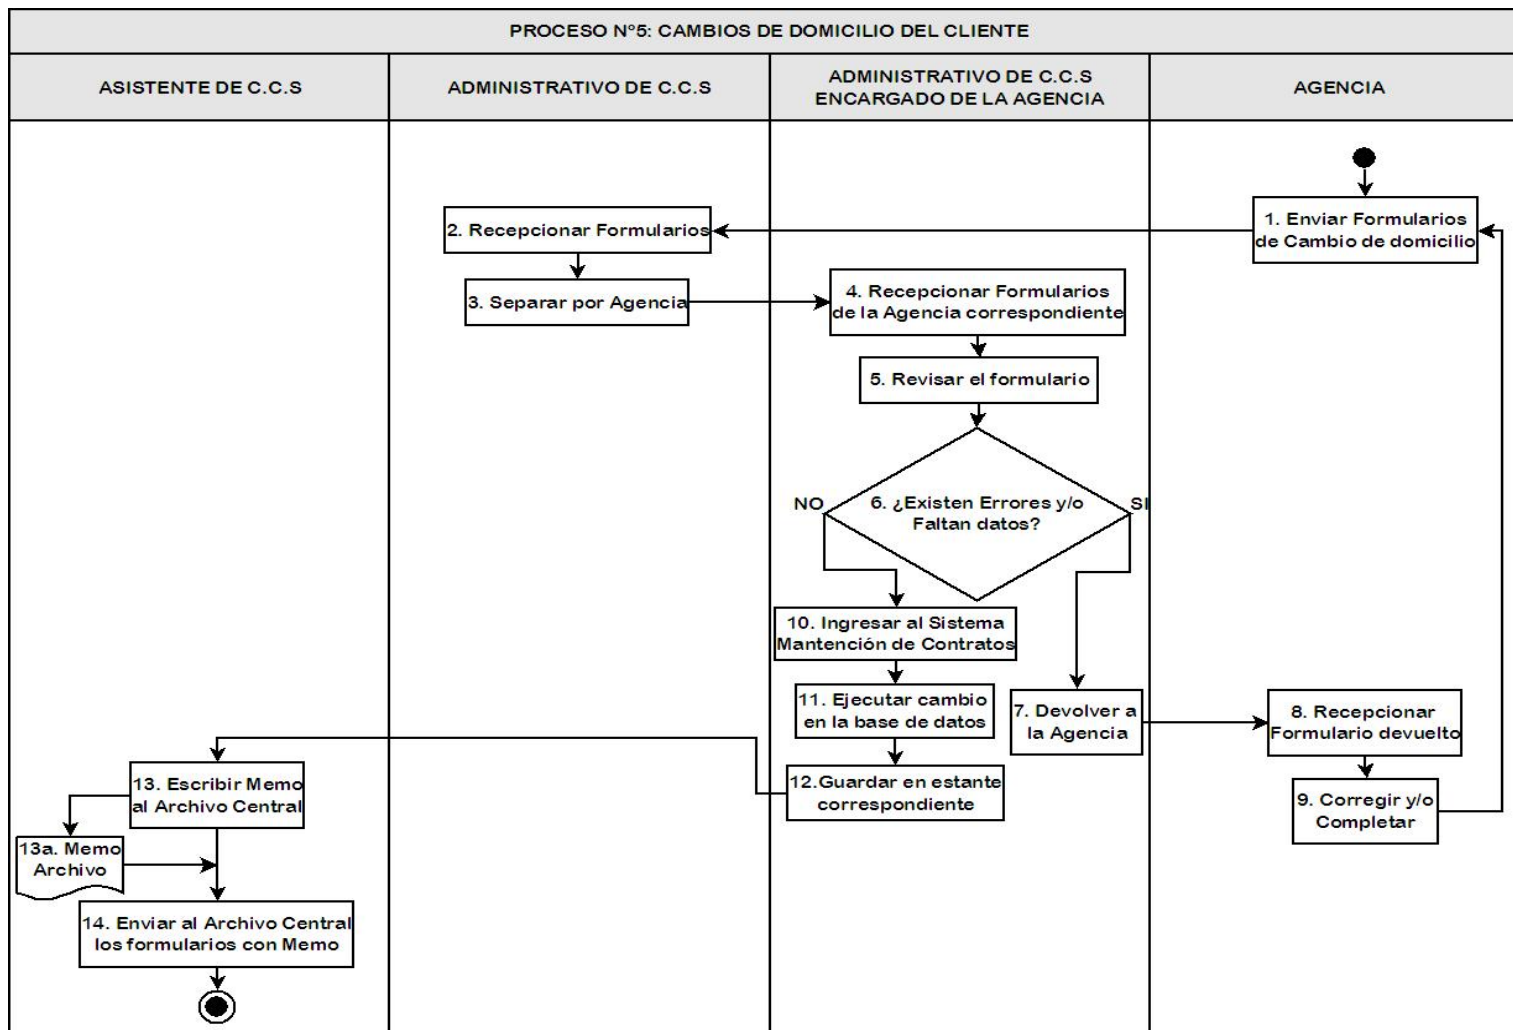 PROCESO Nº5: CAMBIOS DE DOMICILIO DEL CLIENTE
ASISTENTE DE C.C.S
ADMINISTRATIVO DE C.C.S
ADMINISTRATIVO DE C.C.S
ENCARGADO DE LA AGENCIA
AGENCIA
1. Enviar Formularios
de Cambio de domicilio
2. Recepcionar Formularios
3. Separar por Agencia
4. Recepcionar Formularios
de la Agencia correspondiente
5. Revisar el formulario
6. ¿Existen Errores y/o
Faltan datos?
NO
SI
10. Ingresar al Sistema
Mantención de Contratos
11. Ejecutar cambio
en la base de datos
7. Devolver a
la Agencia
8. Recepcionar
Formulario devuelto
12.Guardar en estante
correspondiente
9. Corregir y/o
Completar
13. Escribir Memo
al Archivo Central
13a. Memo
Archivo
14. Enviar al Archivo Central
los formularios con Memo